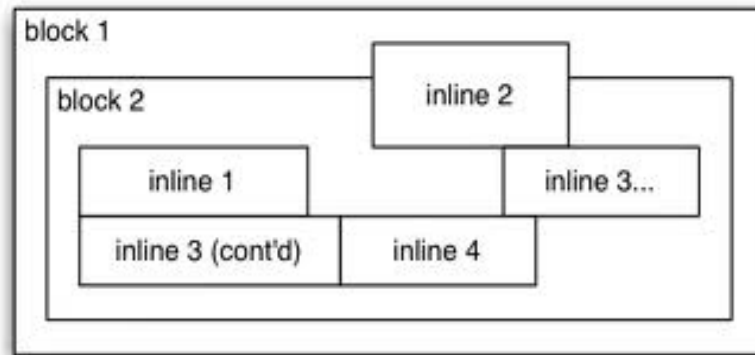 block 1
block 2
inline 2
inline 1
inline 3...
inline 3 (cont'd)
inline 4